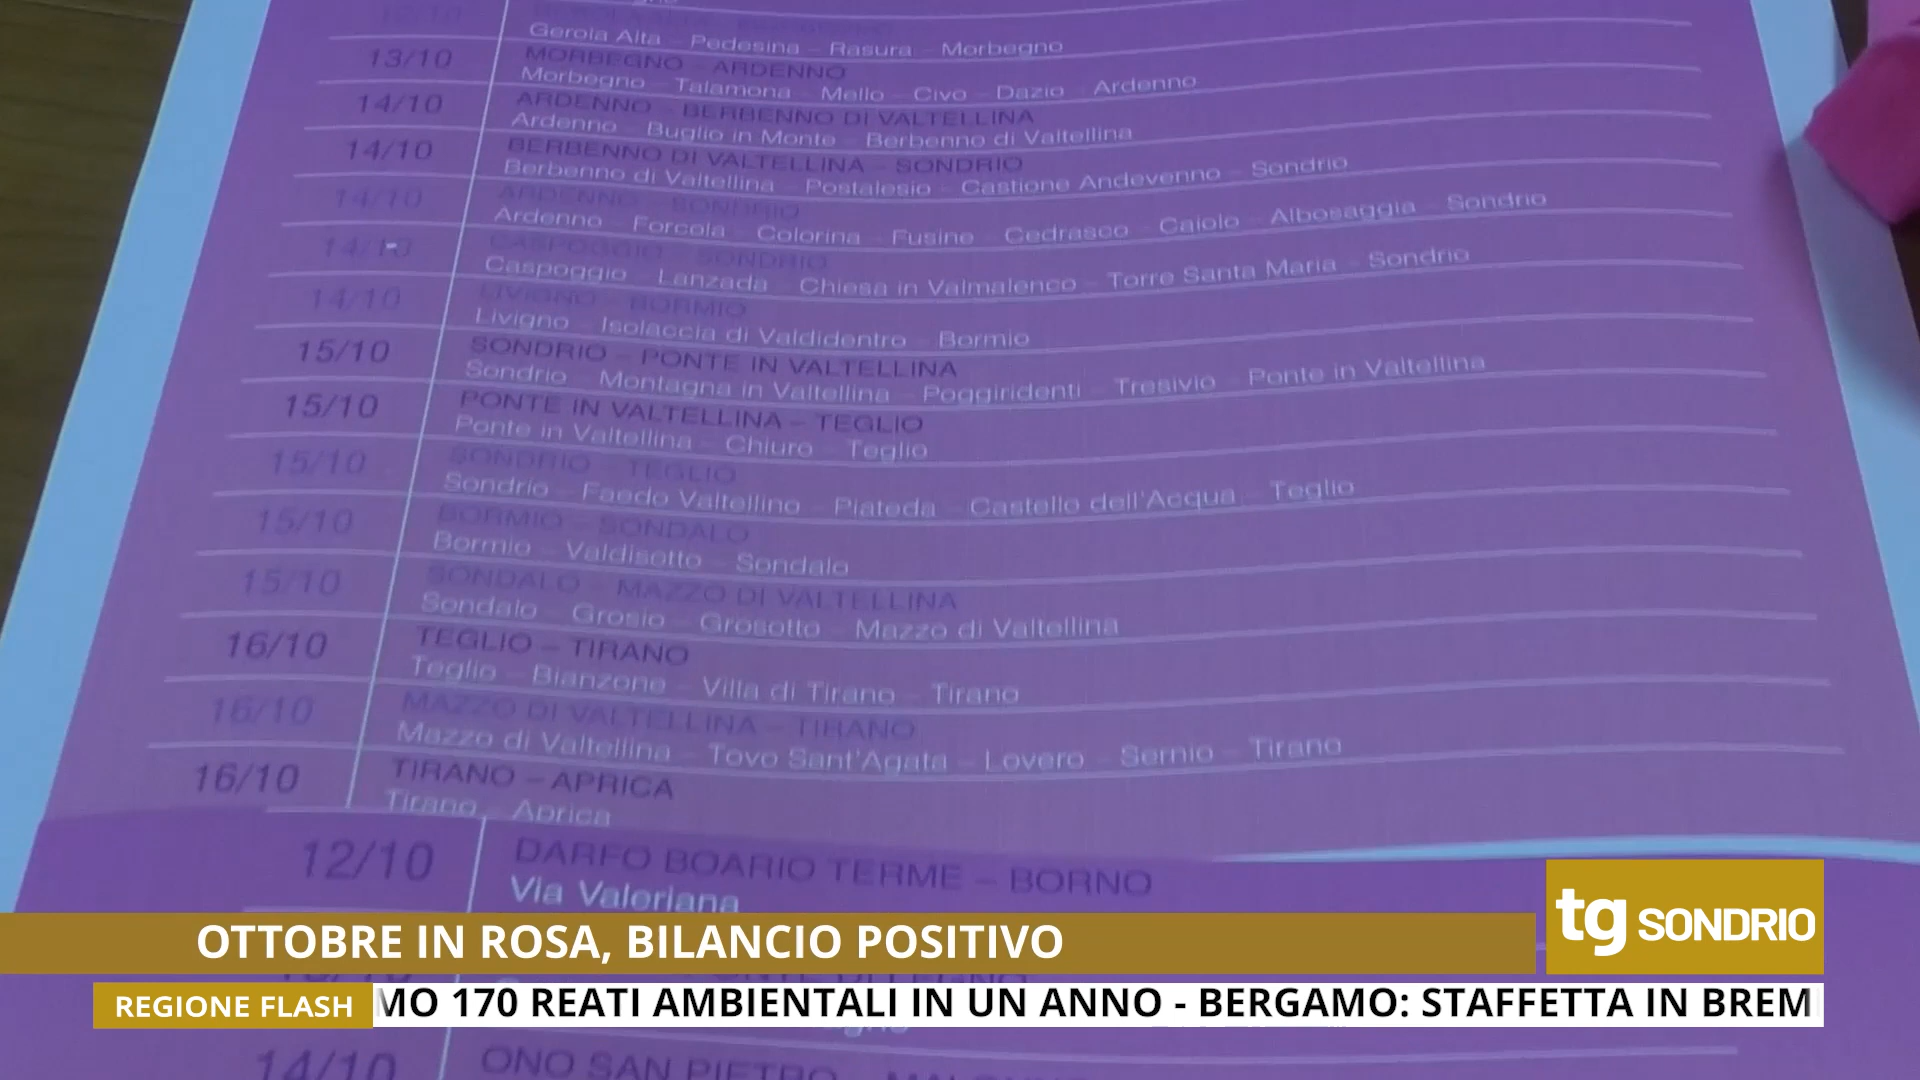 Gerola Alta - Pedesina - Rasura - Morbegno
13/10 MORBEGNO - ARDENNO
Morbegno - Talamona - Mello - Civo - Dazio - Ardenno
14/10 ARDENNO - BERBENNO DI VALTELLINA
Ardenno - Buglio in Monte - Berbenno di Valtellina
14/10 BERBENNO DI VALTELLINA - SONDRIO
Berbenno di Valtellina - Postalesio - Castione Andevenno - Sondrio
14/10 ARDENNO - SONDRIO
Ardenno - Forcola - Colorina - Fusine - Cedrasco - Caiolo - Albosaggia - Sondrio
14/10 CASPOGGIO - SONDRIO
Caspoggio - Lanzada - Chiesa in Valmalenco - Torre Santa Maria - Sondrio
14/10 LIVIGNO - BORMIO
Livigno - Isolaccia di Valdidentro - Bormio
15/10 SONDRIO - PONTE IN VALTELLINA
Sondrio - Montagna in Valtellina - Poggiridenti - Tresivio - Ponte in Valtellina
15/10 PONTE IN VALTELLINA - TEGLIO
Ponte in Valtellina - Chiuro - Teglio
15/10 SONDRIO - TEGLIO
Sondrio - Faedo Valtellino - Piateda - Castello dell'Acqua - Teglio
15/10 BORMIO - SONDALO
Bormio - Valdisotto - Sondalo
15/10 SONDALO - MAZZO DI VALTELLINA
Sondalo - Grosio - Grosotto - Mazzo di Valtellina
16/10 TEGLIO - TIRANO
Teglio - Bianzone - Villa di Tirano - Tirano
16/10 MAZZO DI VALTELLINA - TIRANO
Mazzo di Valtellina - Tovo Sant'Agata - Lovero - Sernio - Tirano
16/10 TIRANO - APRICA
Tirano - Aprica
12/10 DARFO BOARIO TERME - BORNO
Via Valeriana
OTTOBRE IN ROSA, BILANCIO POSITIVO
tg SONDRIO
REGIONE FLASH MO 170 REATI AMBIENTALI IN UN ANNO - BERGAMO: STAFFETTA IN BREM
14/10 ONO SAN PIETRO -